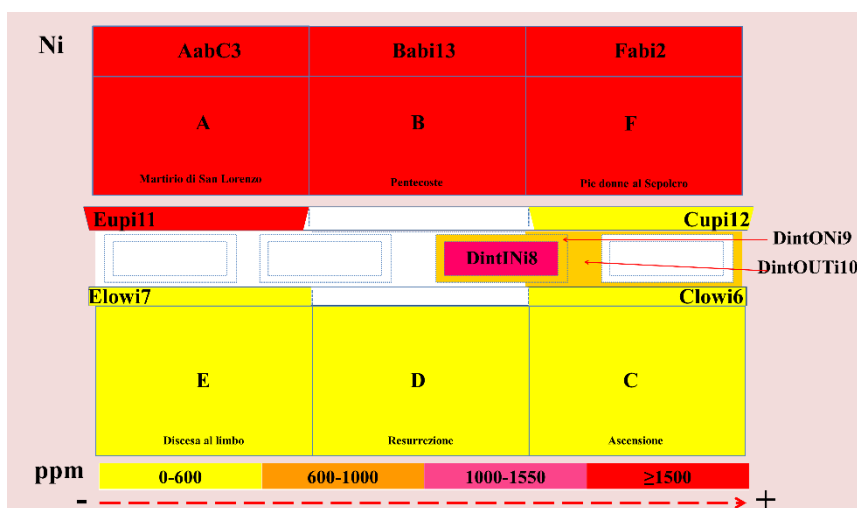 Ni
AabC3 Babi13 Fabi2
A B F
Martirio di San Lorenzo Pentecoste Pie donne al Sepolcro
Eupi11 Cupi12
DintONi9
DintINi8
DintOUTi10
Elowi7 Clowi6
E D C
Discesa al limbo Resurrezione Ascensione
ppm 0-600 600-1000 1000-1550 ≥1500
- +